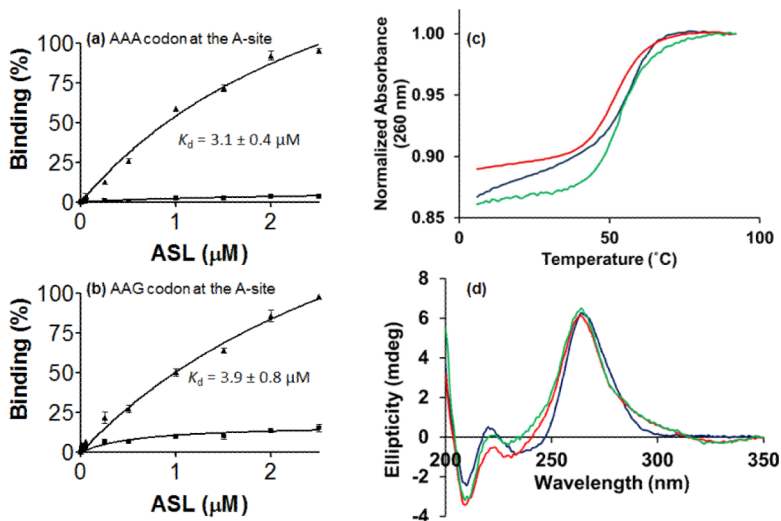 (a) AAA codon at the A-site
Binding (%)
100
75
50
25
0
Kd = 3.1 ± 0.4 µM
0
1
2
ASL (µM)
(b) AAG codon at the A-site
Binding (%)
100
75
50
25
0
Kd = 3.9 ± 0.8 µM
0
1
2
ASL (µM)
(c)
Normalized Absorbance
(260 nm)
1.00
0.95
0.90
0.85
0
50
100
Temperature (˚C)
(d)
Ellipticity (mdeg)
8
6
4
2
0
-2
-4
200
250
300
350
Wavelength (nm)